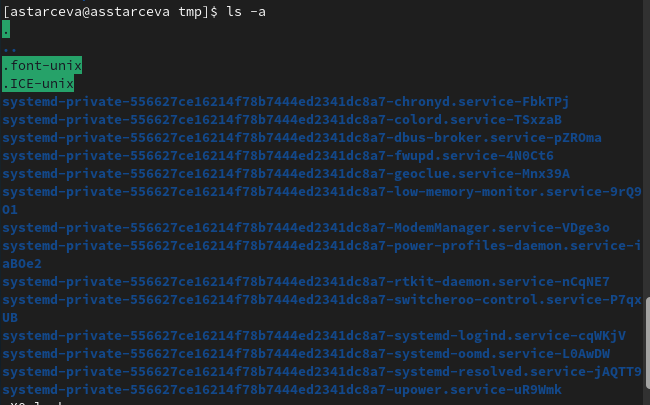 [astarceva@asstarceva tmp]$ ls -a
.
..
.font-unix
.ICE-unix
systemd-private-556627ce16214f78b7444ed2341dc8a7-chronyd.service-FbkTPj
systemd-private-556627ce16214f78b7444ed2341dc8a7-colord.service-TSxzaB
systemd-private-556627ce16214f78b7444ed2341dc8a7-dbus-broker.service-pZROma
systemd-private-556627ce16214f78b7444ed2341dc8a7-fwupd.service-4N0Ct6
systemd-private-556627ce16214f78b7444ed2341dc8a7-geoclue.service-Mnx39A
systemd-private-556627ce16214f78b7444ed2341dc8a7-low-memory-monitor.service-9rQ9
O1
systemd-private-556627ce16214f78b7444ed2341dc8a7-ModemManager.service-VDge3o
systemd-private-556627ce16214f78b7444ed2341dc8a7-power-profiles-daemon.service-i
aBOe2
systemd-private-556627ce16214f78b7444ed2341dc8a7-rtkit-daemon.service-nCqNE7
systemd-private-556627ce16214f78b7444ed2341dc8a7-switcheroo-control.service-P7qx
UB
systemd-private-556627ce16214f78b7444ed2341dc8a7-systemd-logind.service-cqWKjV
systemd-private-556627ce16214f78b7444ed2341dc8a7-systemd-oomd.service-L0AwDW
systemd-private-556627ce16214f78b7444ed2341dc8a7-systemd-resolved.service-jAQTT9
systemd-private-556627ce16214f78b7444ed2341dc8a7-upower.service-uR9Wmk